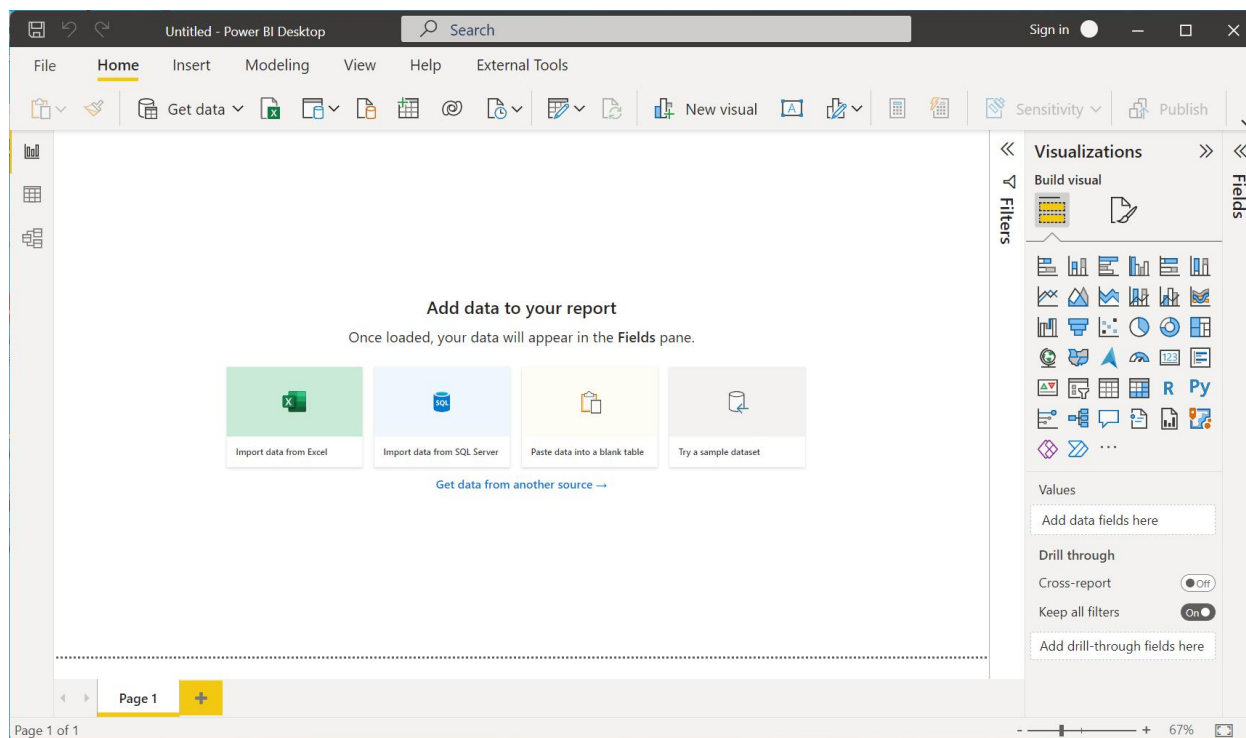 Untitled - Power BI Desktop
Search
Sign in
File
Home
Insert
Modeling
View
Help
External Tools
Get data
New visual
Sensitivity
Publish
Filters
Visualizations
Build visual
Fields
Add data to your report
Once loaded, your data will appear in the Fields pane.
SQL
Import data from Excel
Import data from SQL Server
Paste data into a blank table
Try a sample dataset
Get data from another source →
123
R
Py
...
Values
Add data fields here
Drill through
Cross-report
Off
Keep all filters
On
Add drill-through fields here
Page 1
+
Page 1 of 1
-
+
67%